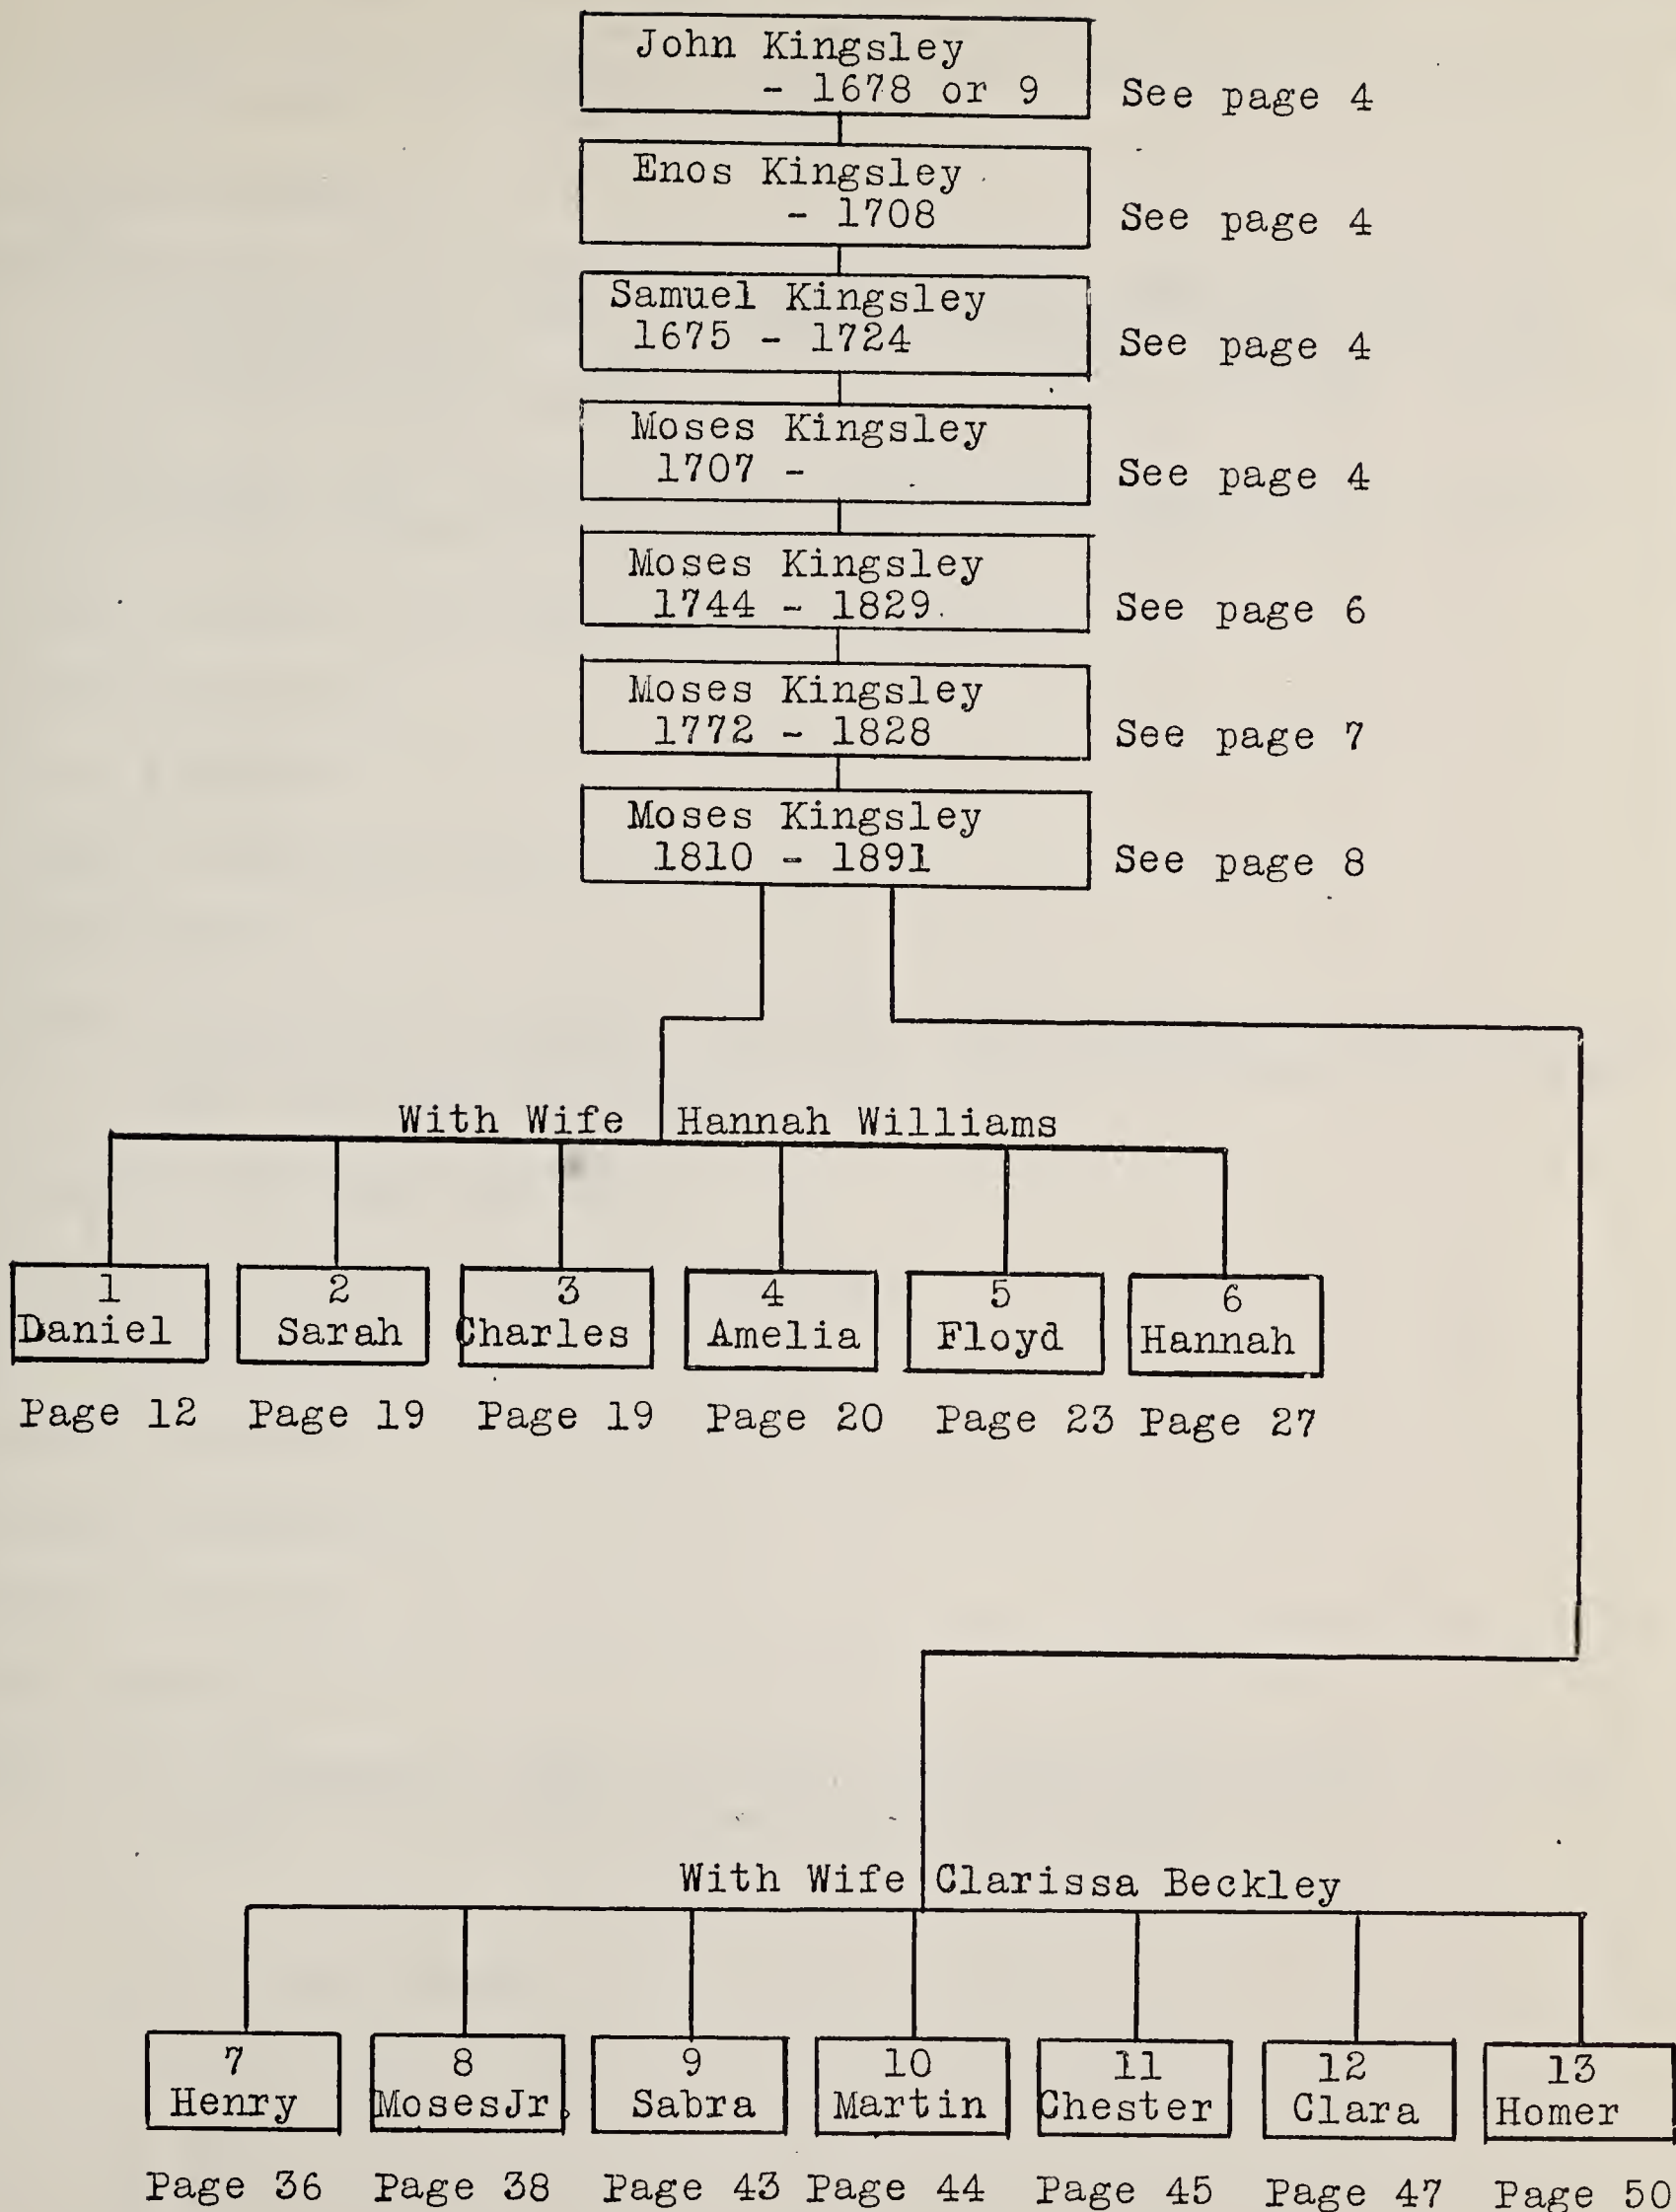 John Kingsley
- 1678 or 9 See page 4
Enos Kingsley
- 1708 See page 4
Samuel Kingsley
1675 - 1724 See page 4
Moses Kingsley
1707 - See page 4
Moses Kingsley
1744 - 1829 See page 6
Moses Kingsley
1772 - 1828 See page 7
Moses Kingsley
1810 - 1891 See page 8
With Wife Hannah Williams
1 2 3 4 5 6
Daniel Sarah Charles Amelia Floyd Hannah
Page 12 Page 19 Page 19 Page 20 Page 23 Page 27
With Wife Clarissa Beckley
7 8 9 10 11 12 13
Henry MosesJr. Sabra Martin Chester Clara Homer
Page 36 Page 38 Page 43 Page 44 Page 45 Page 47 Page 50